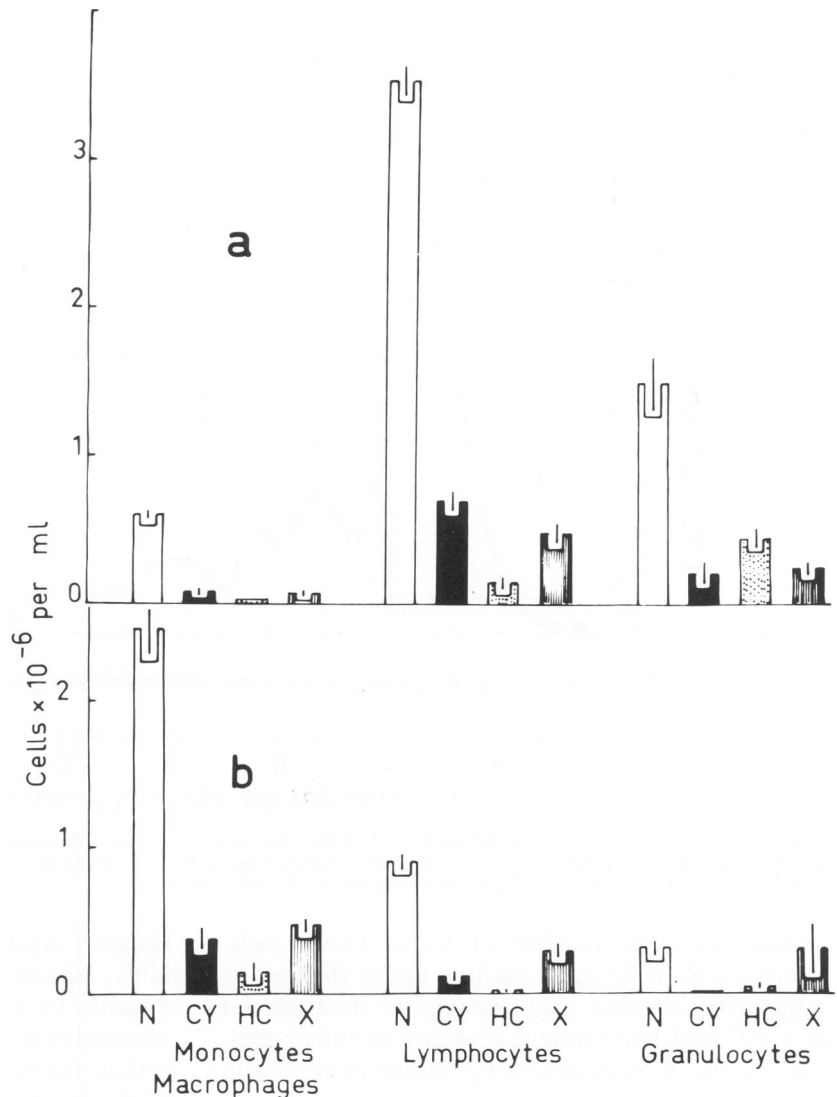 3
a
2
1
0
Cells × 10⁻⁶ per ml
2
b
1
0
N CY HC X N CY HC X N CY HC X
Monocytes Lymphocytes Granulocytes
Macrophages